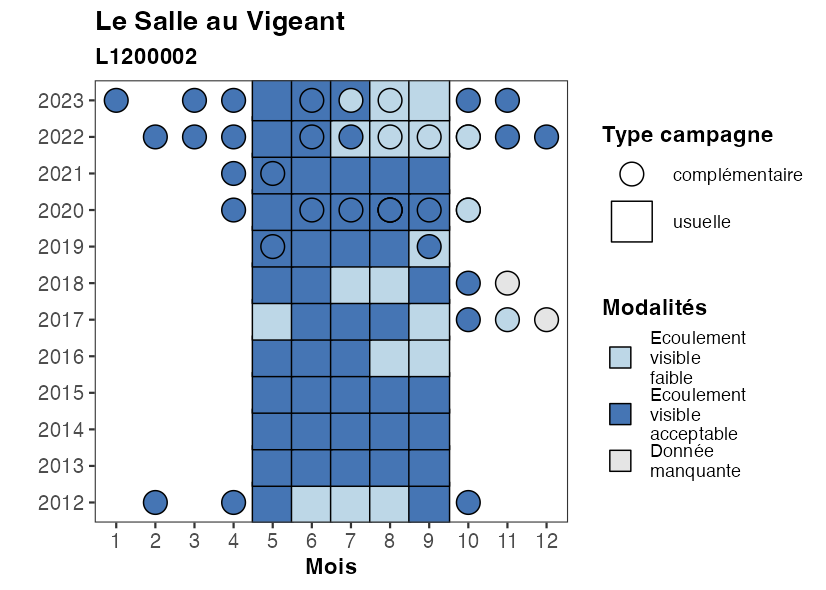 Le Salle au Vigeant
L1200002
2023
2022
2021
2020
2019
2018
2017
2016
2015
2014
2013
2012
1 2 3 4 5 6 7 8 9 10 11 12
Mois
Type campagne
complémentaire
usuelle
Modalités
Ecoulement
visible
faible
Ecoulement
visible
acceptable
Donnée
manquante